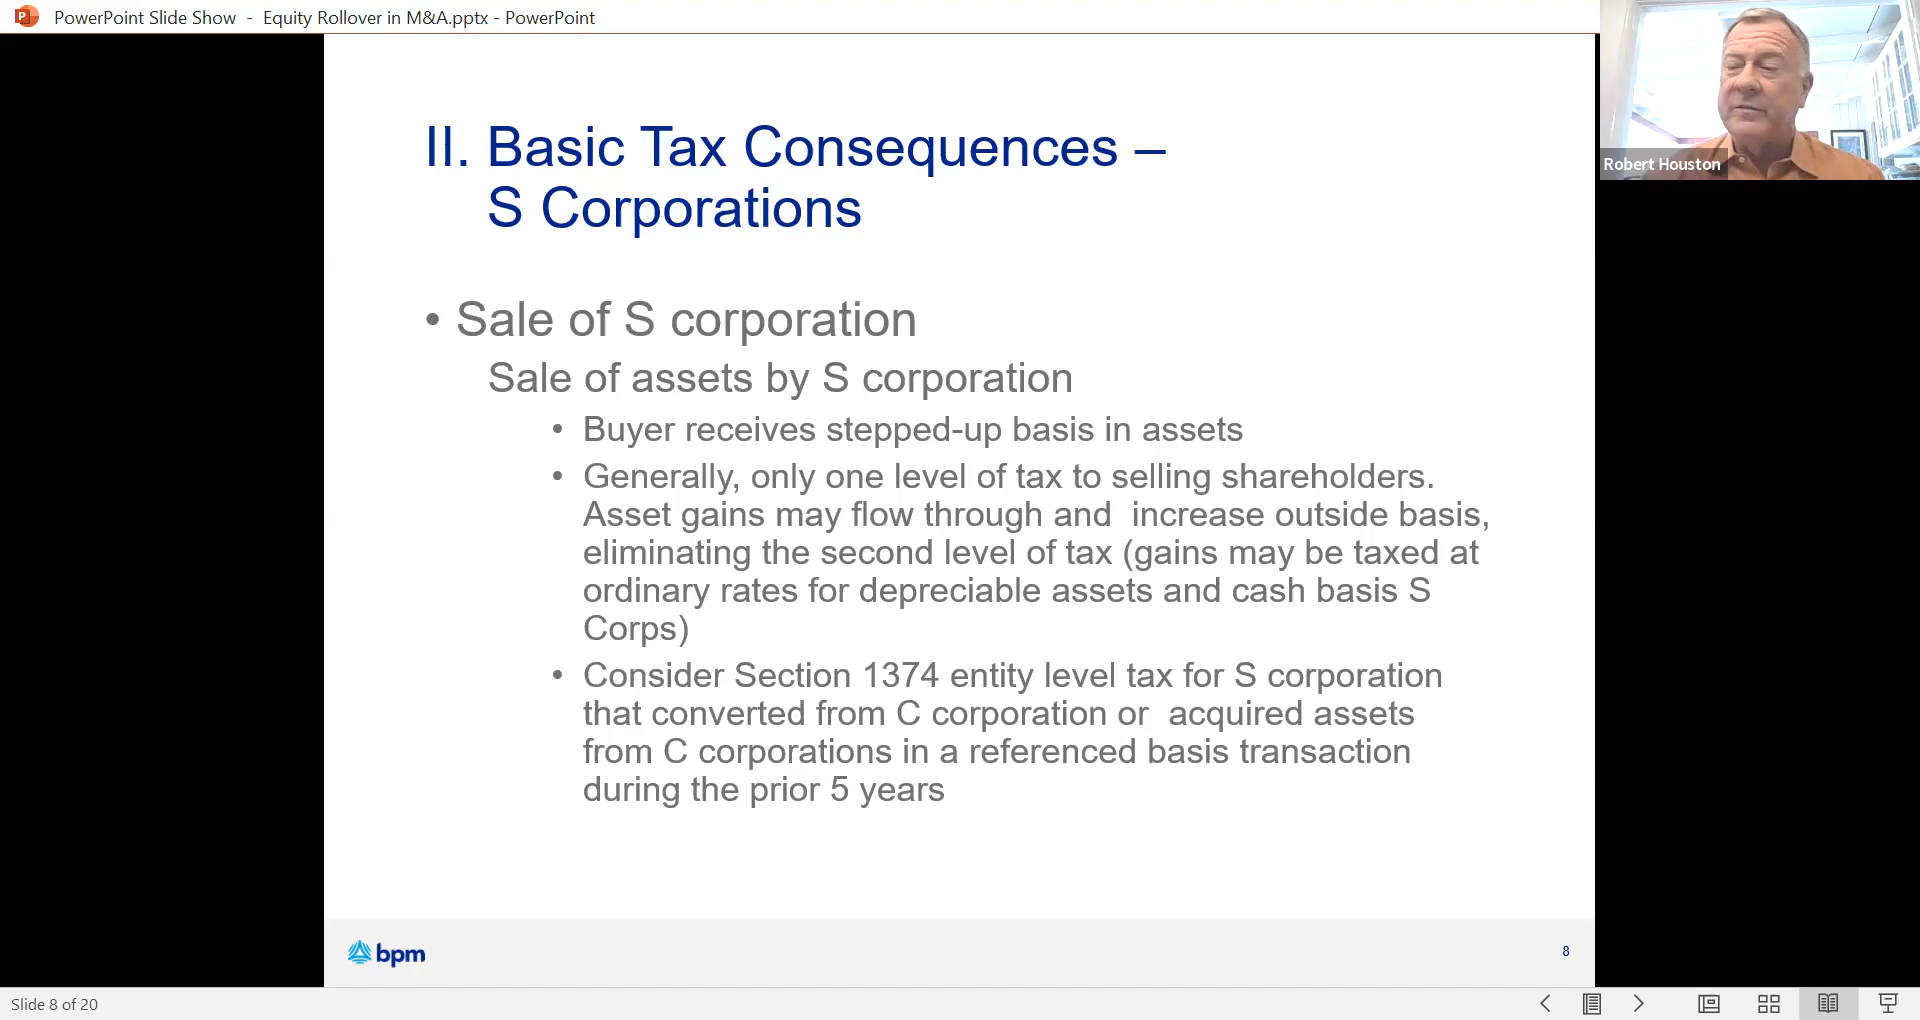 PowerPoint Slide Show - Equity Rollover in M&A.pptx - PowerPoint
Robert Houston
II. Basic Tax Consequences –
S Corporations
• Sale of S corporation
Sale of assets by S corporation
• Buyer receives stepped-up basis in assets
• Generally, only one level of tax to selling shareholders.
Asset gains may flow through and  increase outside basis,
eliminating the second level of tax (gains may be taxed at
ordinary rates for depreciable assets and cash basis S
Corps)
• Consider Section 1374 entity level tax for S corporation
that converted from C corporation or  acquired assets
from C corporations in a referenced basis transaction
during the prior 5 years
bpm
8
Slide 8 of 20